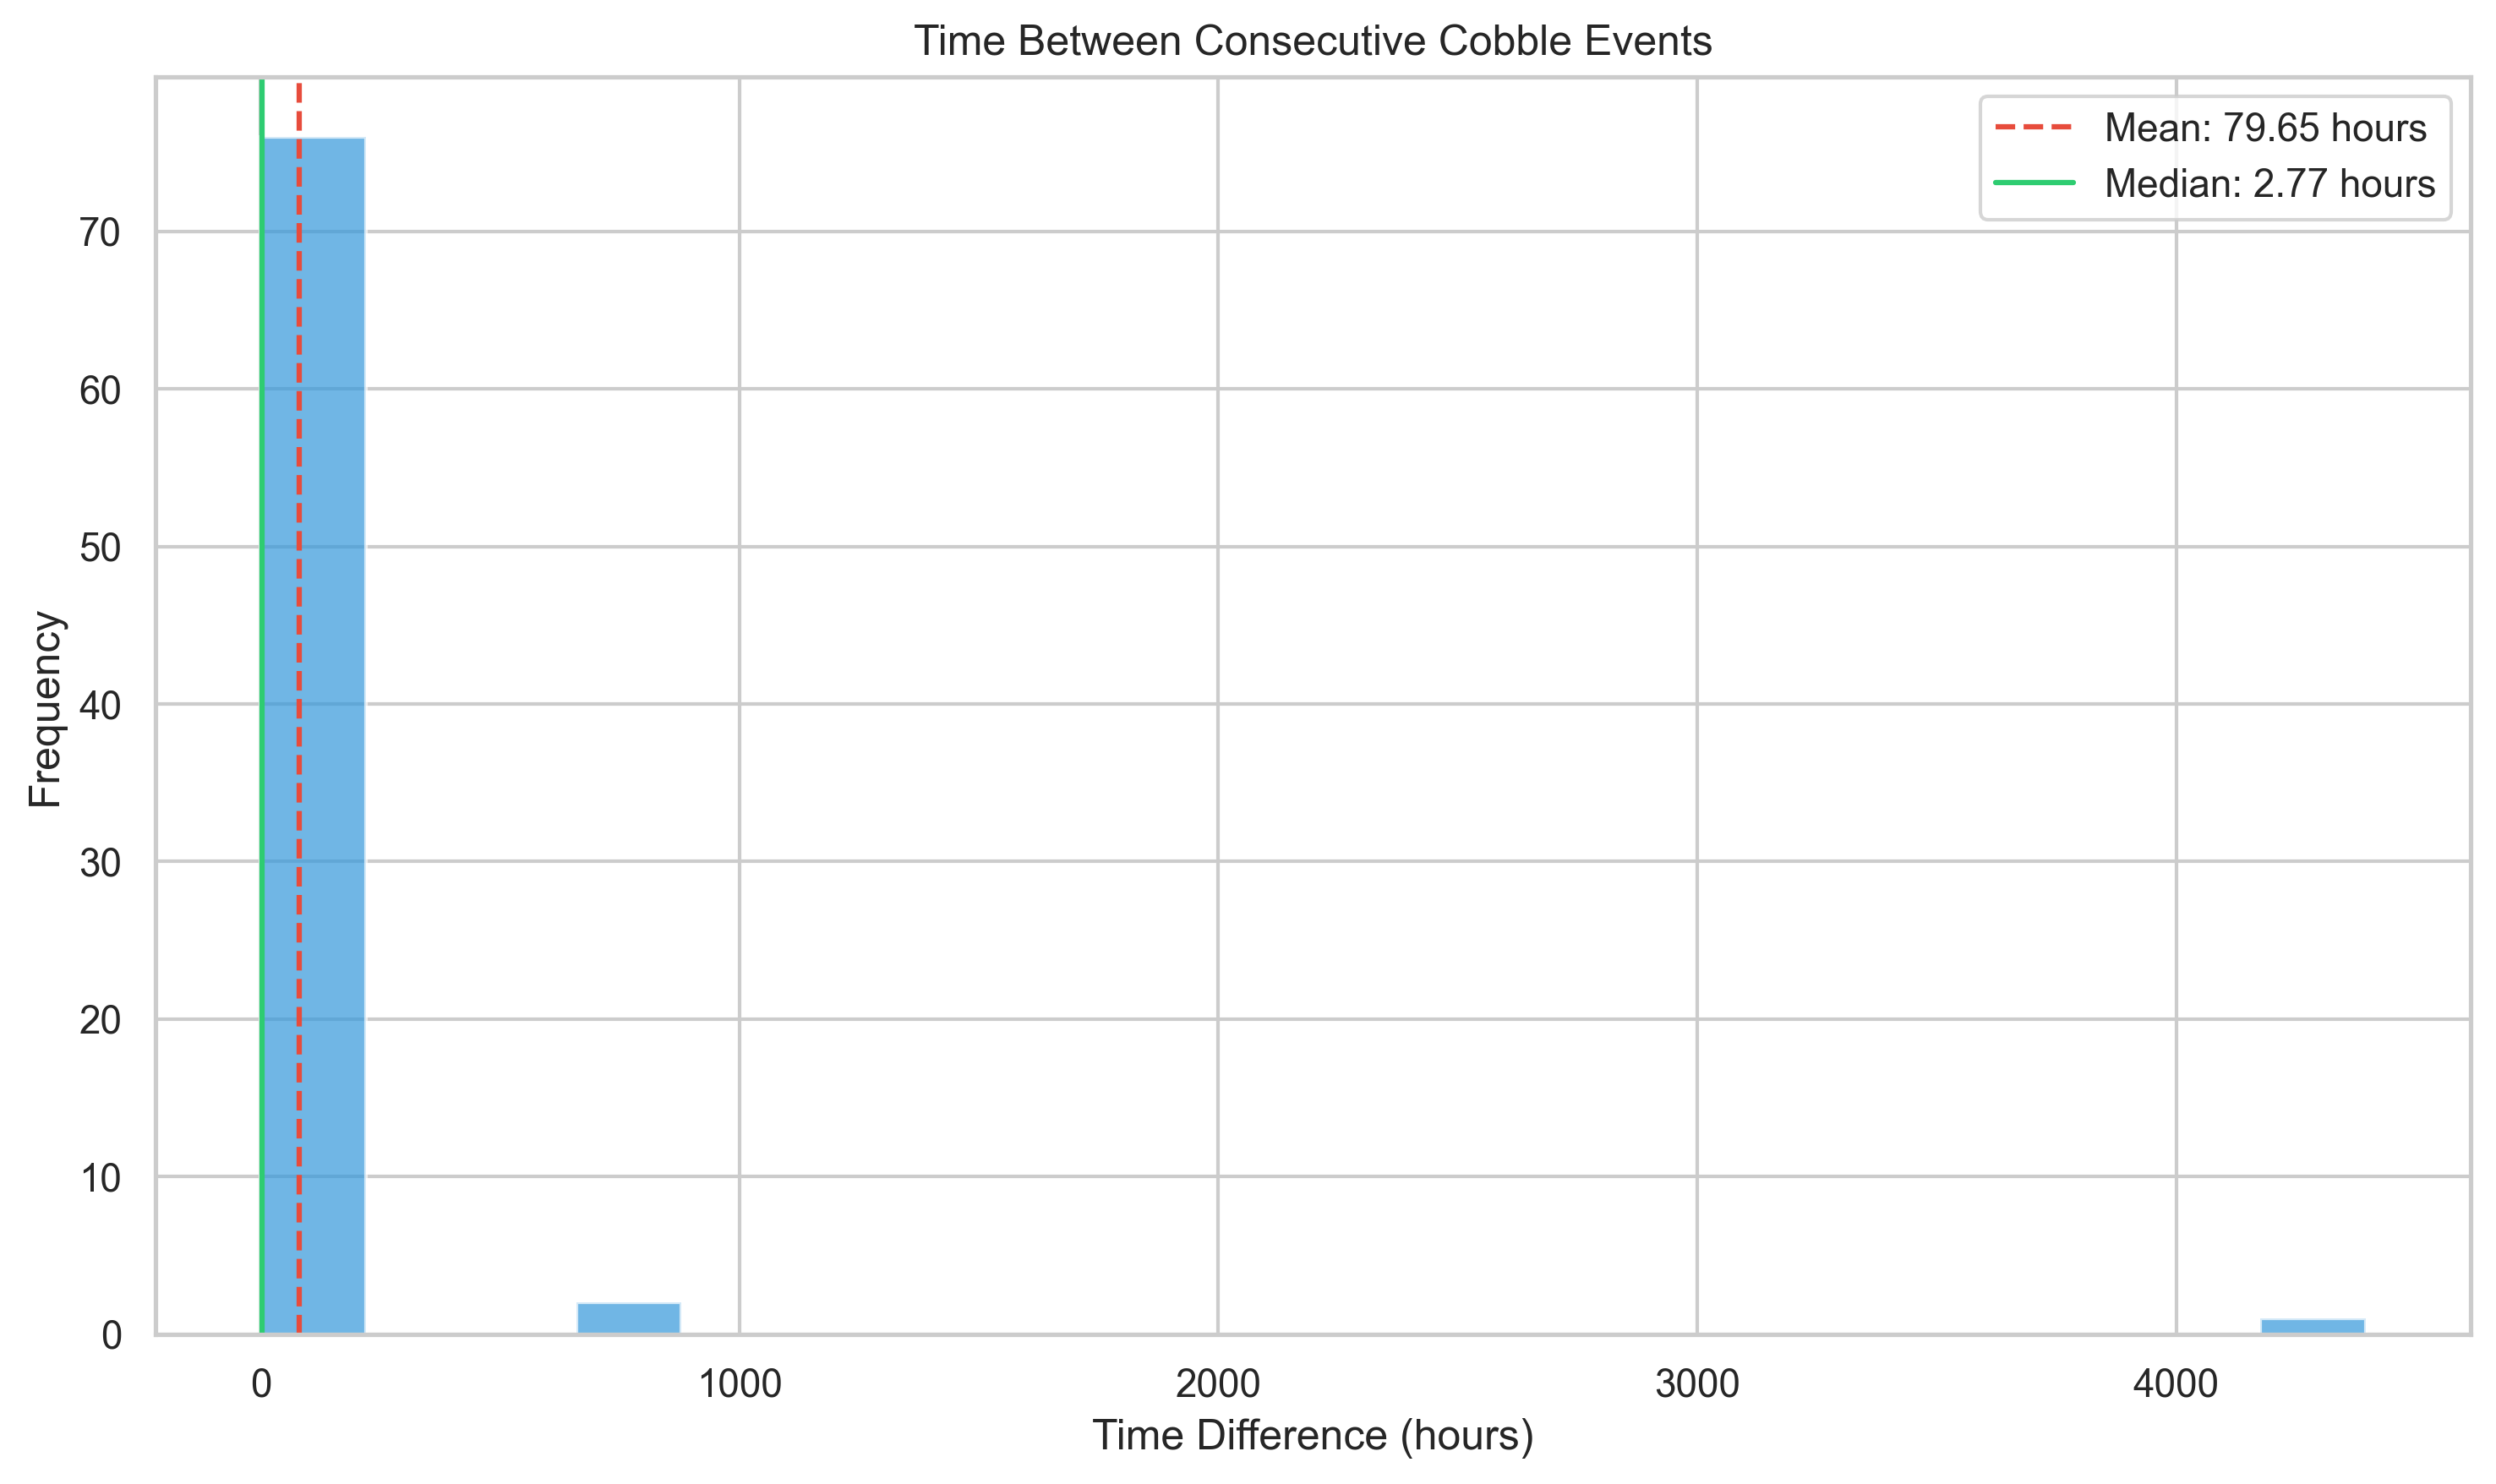 Time Between Consecutive Cobble Events
Mean: 79.65 hours
Median: 2.77 hours
Frequency
70
60
50
40
30
20
10
0
0 1000 2000 3000 4000
Time Difference (hours)